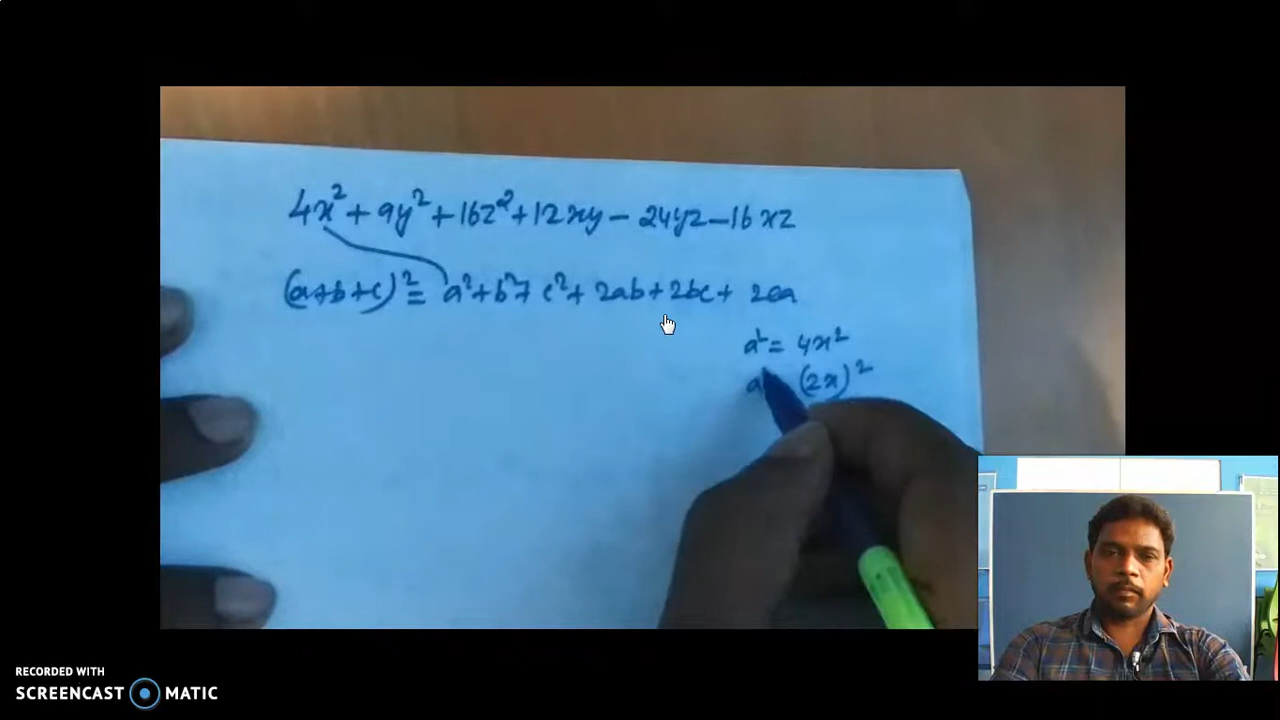 4x² + 9y² + 16z² + 12xy - 24yz - 16xz
(a+b+c)² = a²+b²+c²+2ab+2bc+2ca
a² = 4x²
a (2x)²
RECORDED WITH
SCREENCAST MATIC